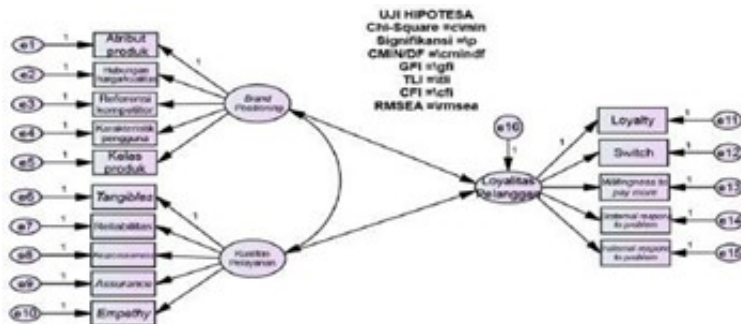 UJI HIPOTESA
Chi-Square =\cmin
Signifikansi =\p
CMIN/DF =\cmindf
GFI =\gfi
TLI =\tli
CFI =\cfi
RMSEA =\rmsea
e1
1
Atribut
produk
e2
1
Hubungan
harga/kualitas
e3
1
Referensi
kompetitor
e4
1
Karakteristik
pengguna
e5
1
Kelas
produk
1
Brand
Positioning
e6
1
Tangibles
e7
1
Reliabilitas
e8
1
Responsiveness
e9
1
Assurance
e10
1
Empathy
1
Kualitas
Pelayanan
e16
1
Loyalitas
Pelanggan
1
Loyalty
1
e11
Switch
1
e12
Willingness to
pay more
1
e13
External respons
to problem
1
e14
to problem
1
e15